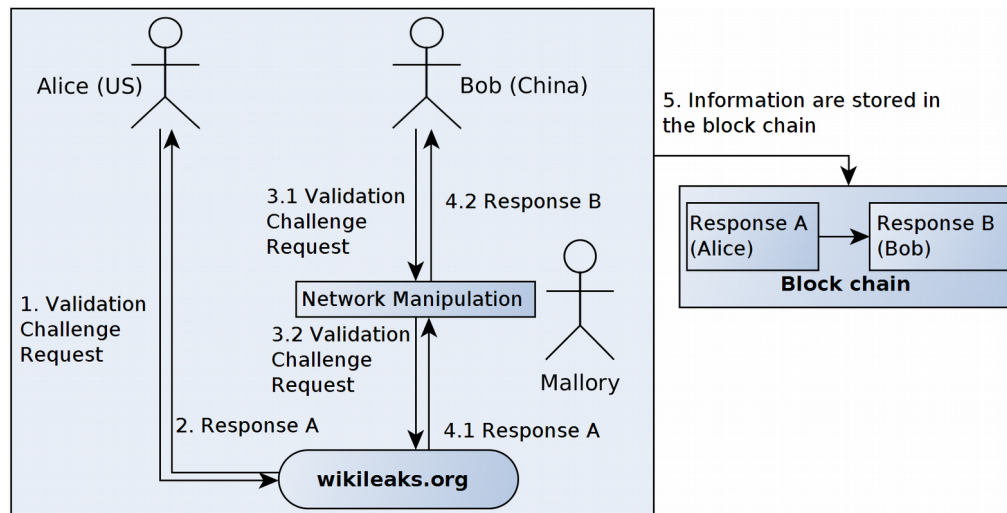 Alice (US)
Bob (China)
5. Information are stored in
the block chain
3.1 Validation
Challenge
Request
4.2 Response B
Response A
(Alice)
Response B
(Bob)
Block chain
1. Validation
Challenge
Request
Network Manipulation
3.2 Validation
Challenge
Request
Mallory
2. Response A
4.1 Response A
wikileaks.org